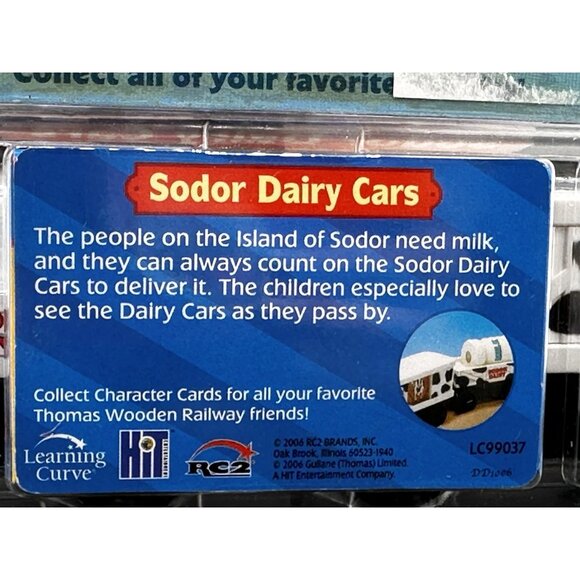 Collect all of your favorite
Sodor Dairy Cars
The people on the Island of Sodor need milk,
and they can always count on the Sodor Dairy
Cars to deliver it. The children especially love to
see the Dairy Cars as they pass by.
Collect Character Cards for all your favorite
Thomas Wooden Railway friends!
Learning
Curve
HiT
RC2
© 2006 RC2 BRANDS, INC.
Oak Brook, Illinois 60523-1940
© 2006 Gullane (Thomas) Limited.
A HIT Entertainment Company.
LC99037
DD1006